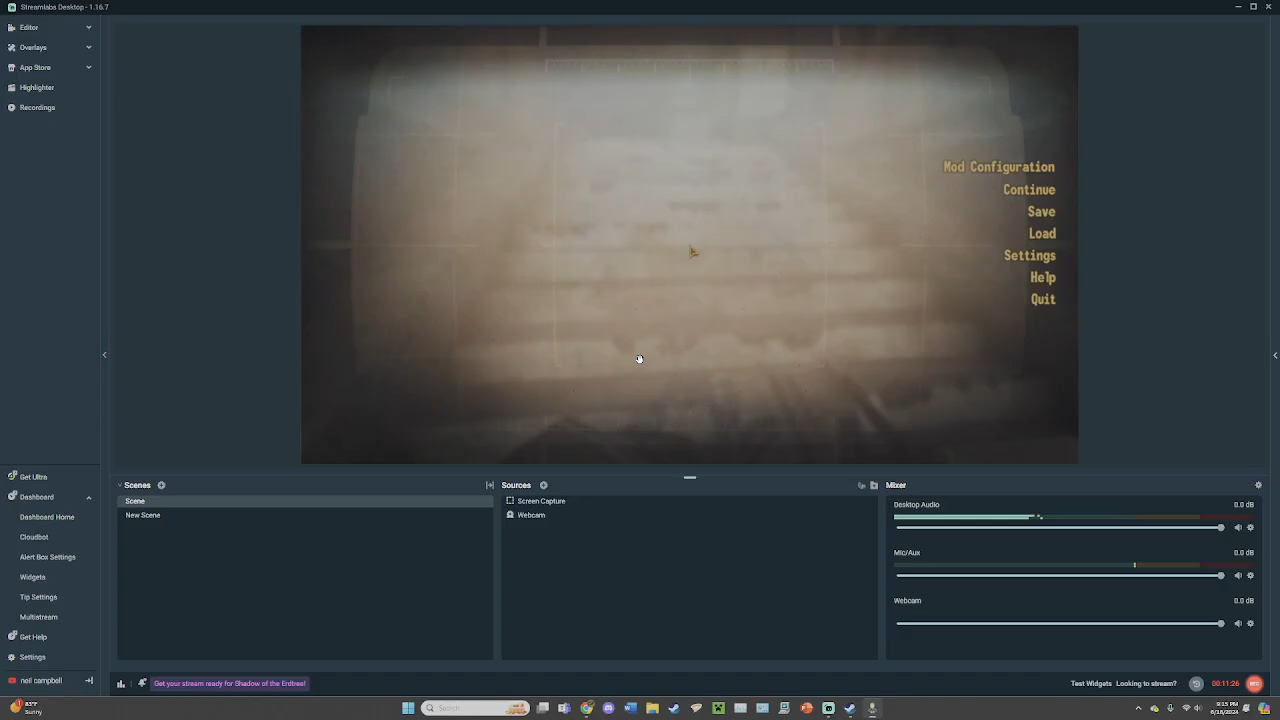 Streamlabs Desktop - 1.16.7
Editor
Overlays
App Store
Highlighter
Recordings
Mod Configuration
Continue
Save
Load
Settings
Help
Quit
Get Ultra
Dashboard
Dashboard Home
Cloudbot
Alert Box Settings
Widgets
Tip Settings
Multistream
Get Help
Settings
neil campbell
Scenes
Scene
New Scene
Sources
Screen Capture
Webcam
Mixer
Desktop Audio 0.0 dB
Mic/Aux 0.0 dB
Webcam 0.0 dB
Get your stream ready for Shadow of the Erdtree!
Test Widgets Looking to stream? 00:11:26 REC
Search